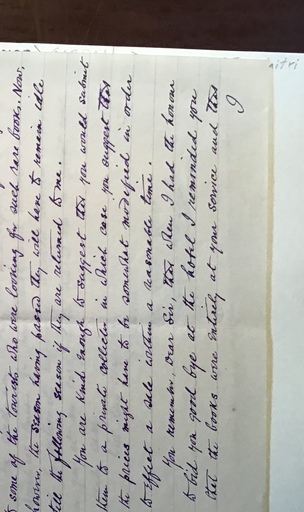 to some of the tourists who were looking for such rare books. Now,
however, the season having passed they will have to remain idle
till the following season if they are returned to me.
You are kind enough to suggest that you would submit
them to a private collector in which case you suggest that
the prices might have to be somewhat modified in order
to effect a sale within a reasonable time.
You remember, Dear Sir, that when I had the honour
to bid you good bye at the hotel I reminded you
that the books were entirely at your service and that
I